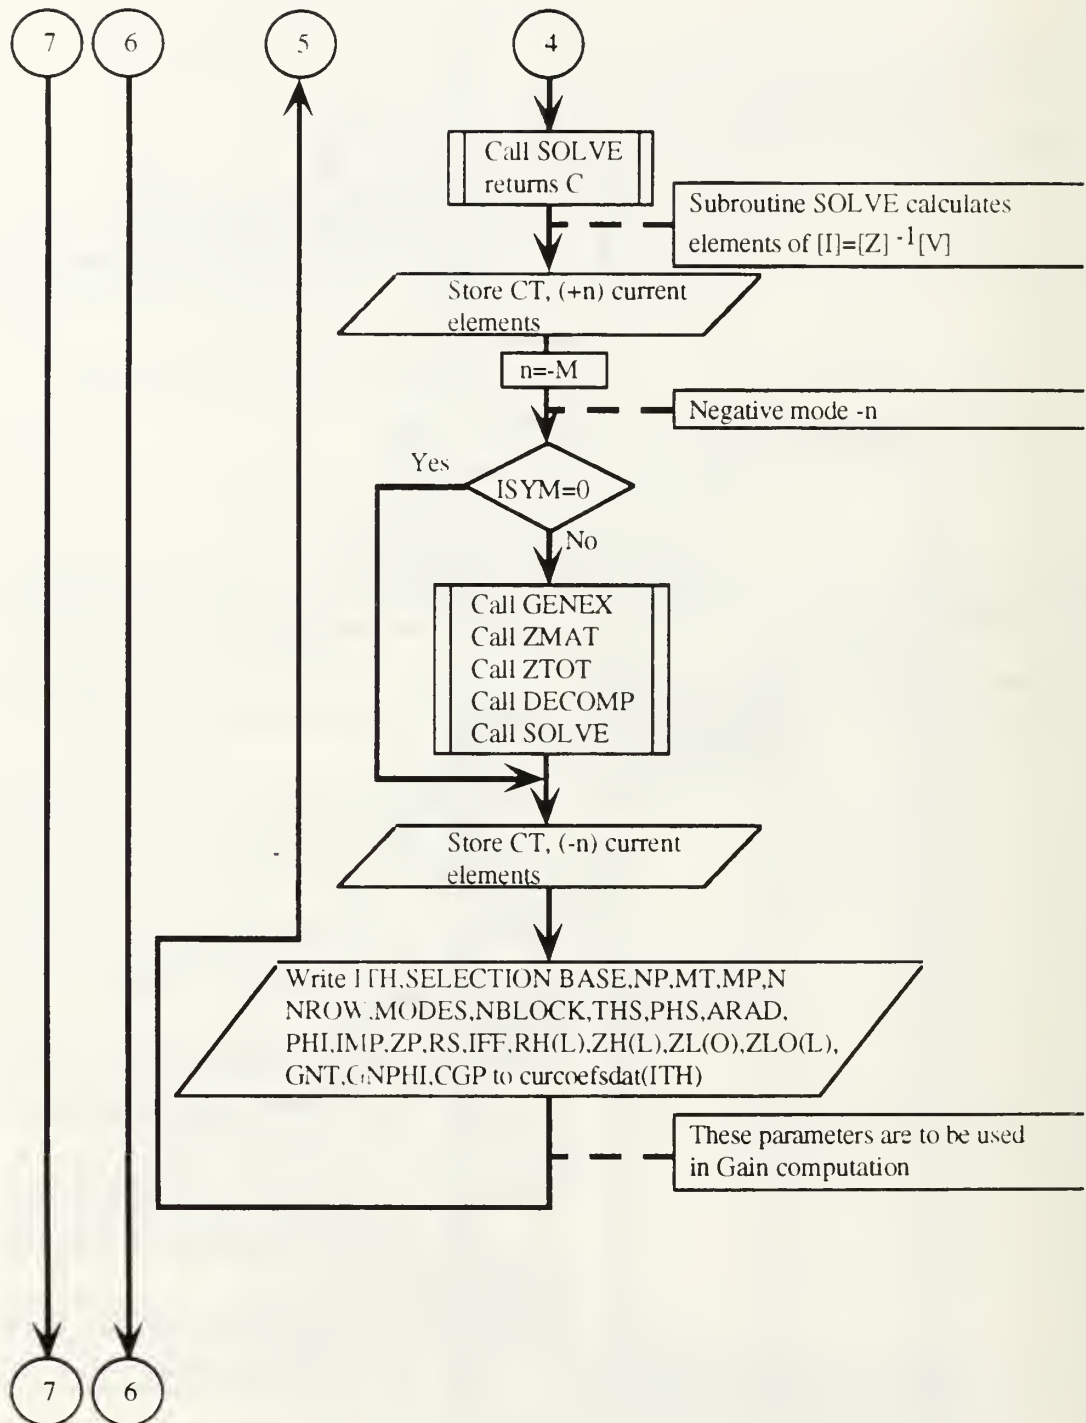 7 6 5 4
Call SOLVE
returns C
Subroutine SOLVE calculates
elements of [I]=[Z] -1 [V]
Store CT, (+n) current
elements
n=-M
Negative mode -n
Yes
ISYM=0
No
Call GENEX
Call ZMAT
Call ZTOT
Call DECOMP
Call SOLVE
Store CT, (-n) current
elements
Write ITH,SELECTION BASE,NP,MT,MP,N
NROW,MODES,NBLOCK,THS,PHS,ARAD,
PHI,IMP,ZP,RS,IFF,RH(L),ZH(L),ZL(O),ZLO(L),
GNT,GNPHI,CGP to curcoefsdat(ITH)
These parameters are to be used
in Gain computation
7 6